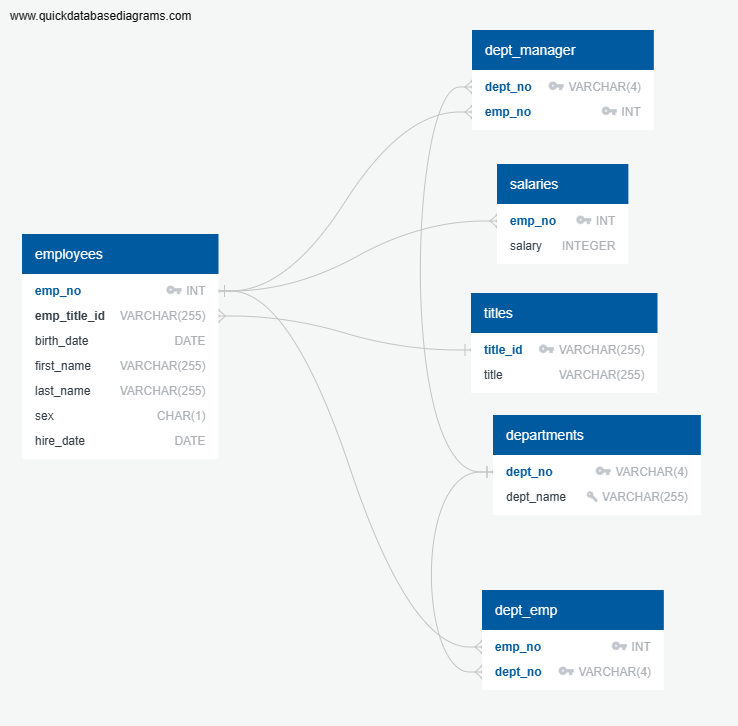 www.quickdatabasediagrams.com
dept_manager
dept_no VARCHAR(4)
emp_no INT
salaries
emp_no INT
salary INTEGER
employees
emp_no INT
emp_title_id VARCHAR(255)
birth_date DATE
first_name VARCHAR(255)
last_name VARCHAR(255)
sex CHAR(1)
hire_date DATE
titles
title_id VARCHAR(255)
title VARCHAR(255)
departments
dept_no VARCHAR(4)
dept_name VARCHAR(255)
dept_emp
emp_no INT
dept_no VARCHAR(4)